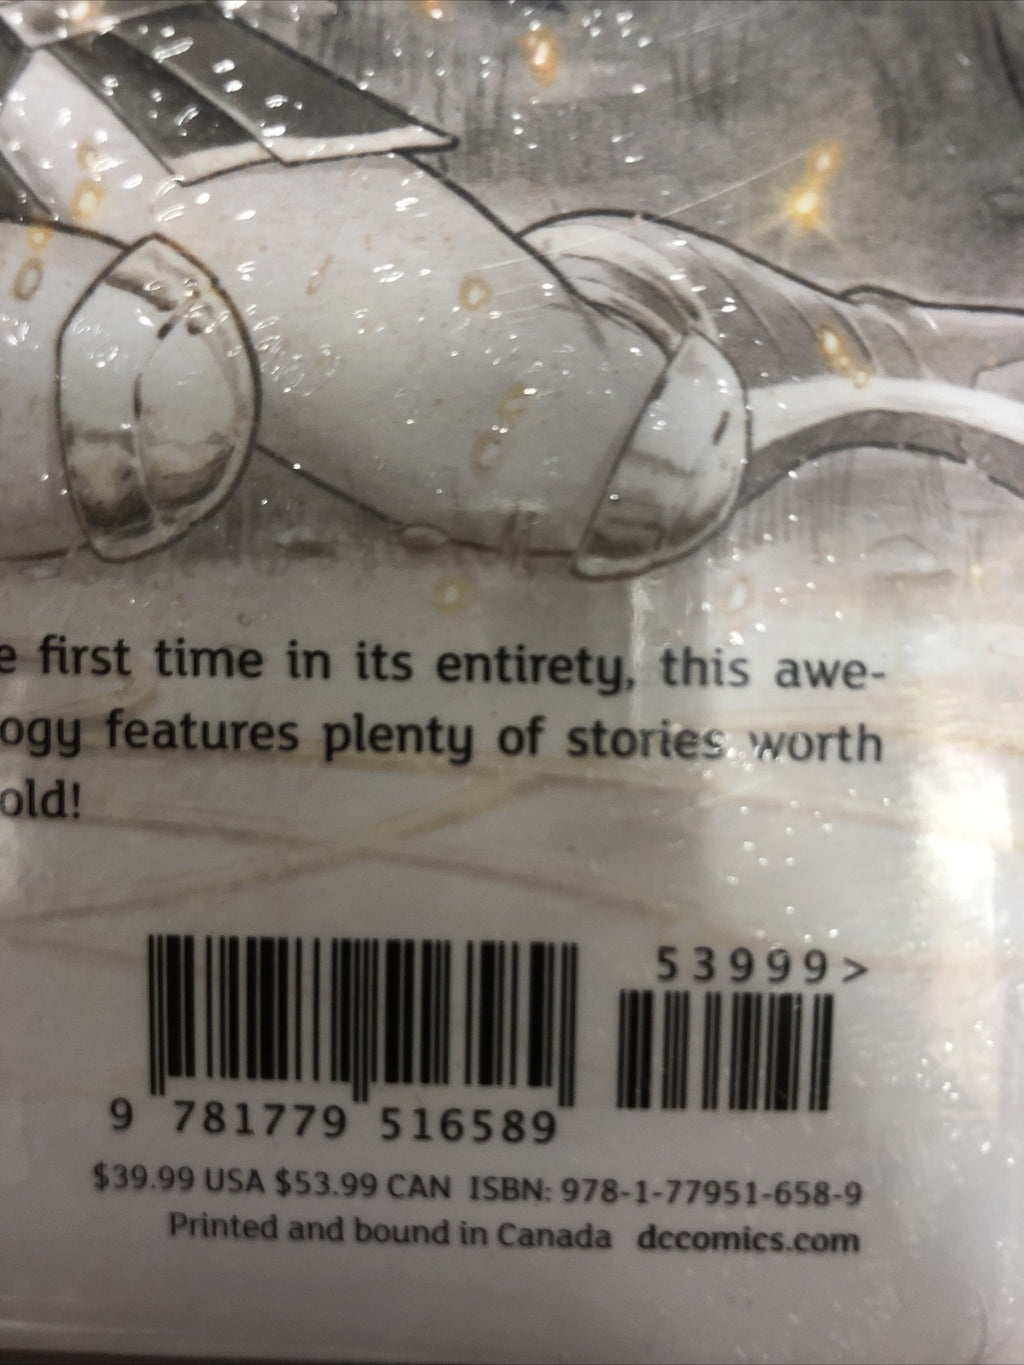 e first time in its entirety, this awe-
ogy features plenty of stories worth
old!
53999>
9 781779 516589
$39.99 USA $53.99 CAN ISBN: 978-1-77951-658-9
Printed and bound in Canada dccomics.com